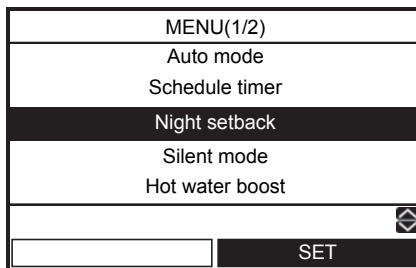 MENU(1/2)
Auto mode
Schedule timer
Night setback
Silent mode
Hot water boost
SET